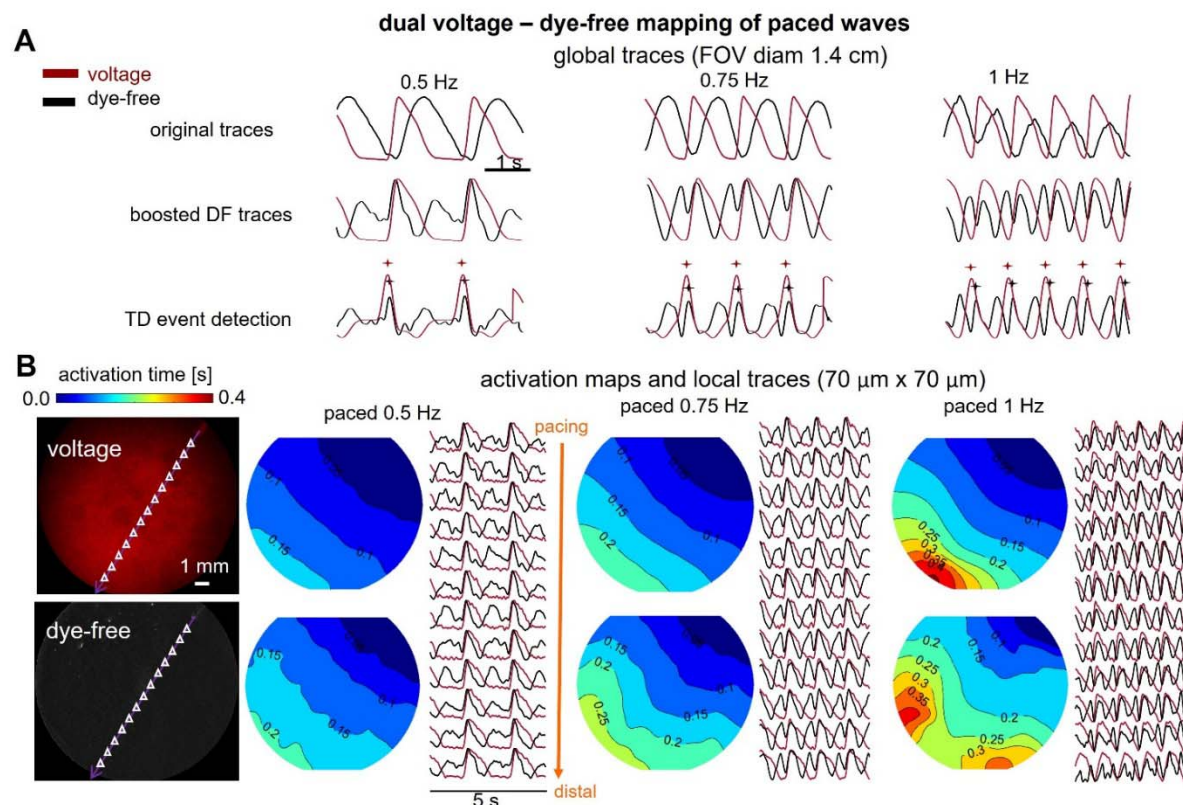 dual voltage – dye-free mapping of paced waves
A
global traces (FOV diam 1.4 cm)
voltage
dye-free
0.5 Hz
0.75 Hz
1 Hz
original traces
1 s
boosted DF traces
TD event detection
B
activation time [s]
0.0
0.4
activation maps and local traces (70 µm x 70 µm)
paced 0.5 Hz
paced 0.75 Hz
paced 1 Hz
voltage
1 mm
pacing
0.1
0.1
0.15
0.1
0.1
0.15
0.2
0.1
0.15
0.2
0.25
0.3
dye-free
0.15
0.15
0.2
0.1
0.15
0.2
0.2
0.25
0.1
0.15
0.2
0.2
0.25
0.25
0.3
0.3
0.35
5 s
distal